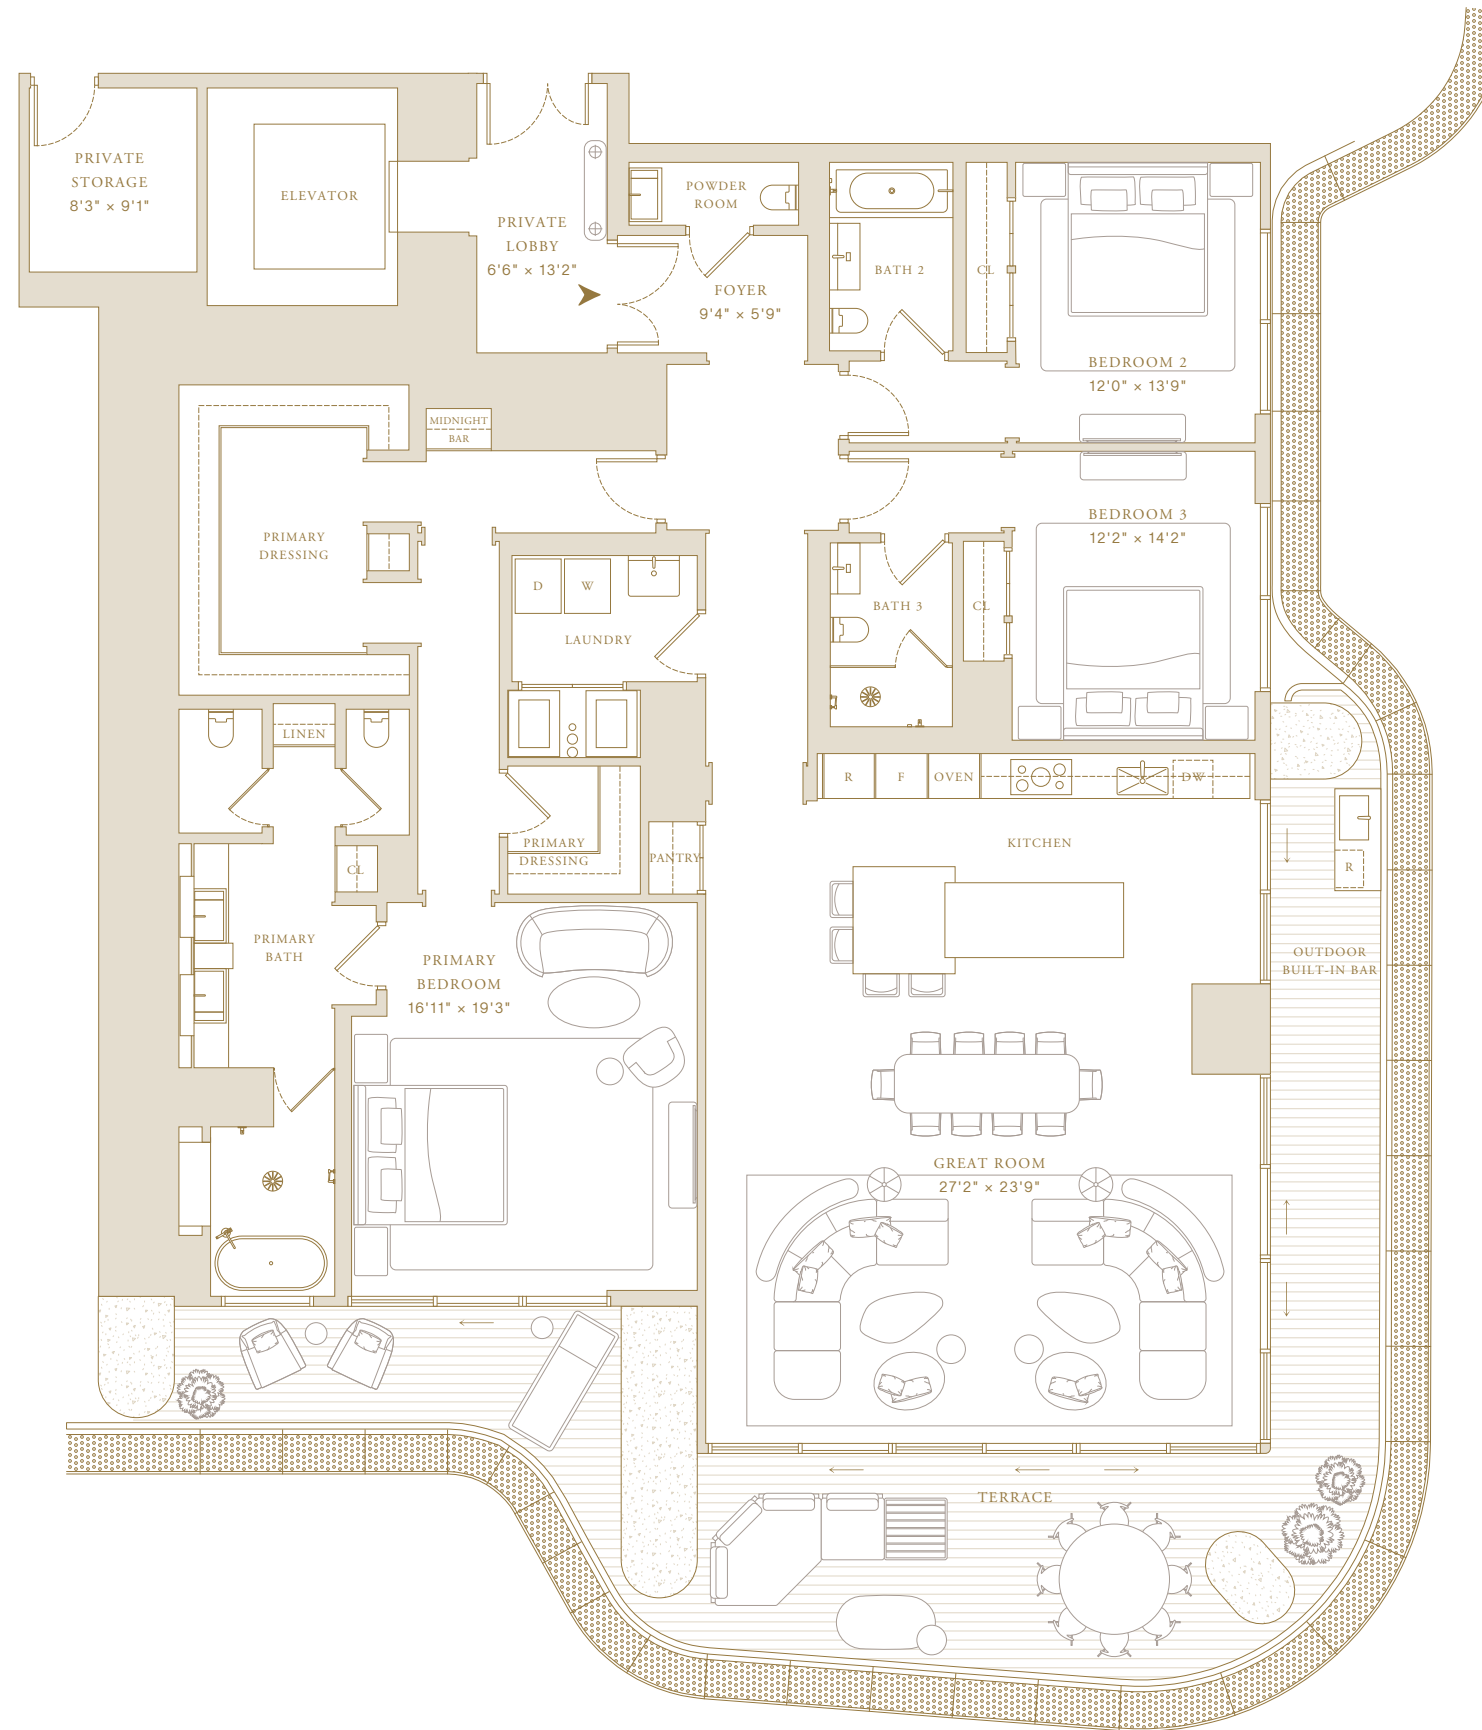 PRIVATE
STORAGE
8'3" × 9'1"
ELEVATOR
PRIVATE
LOBBY
6'6" × 13'2"
POWDER
ROOM
FOYER
9'4" × 5'9"
BATH 2
CL
BEDROOM 2
12'0" × 13'9"
MIDNIGHT
BAR
PRIMARY
DRESSING
BEDROOM 3
12'2" × 14'2"
D
W
LAUNDRY
BATH 3
CL
LINEN
R
F
OVEN
DW
PRIMARY
DRESSING
PANTRY
KITCHEN
CL
R
PRIMARY
BATH
PRIMARY
BEDROOM
16'11" × 19'3"
OUTDOOR
BUILT-IN BAR
GREAT ROOM
27'2" × 23'9"
TERRACE